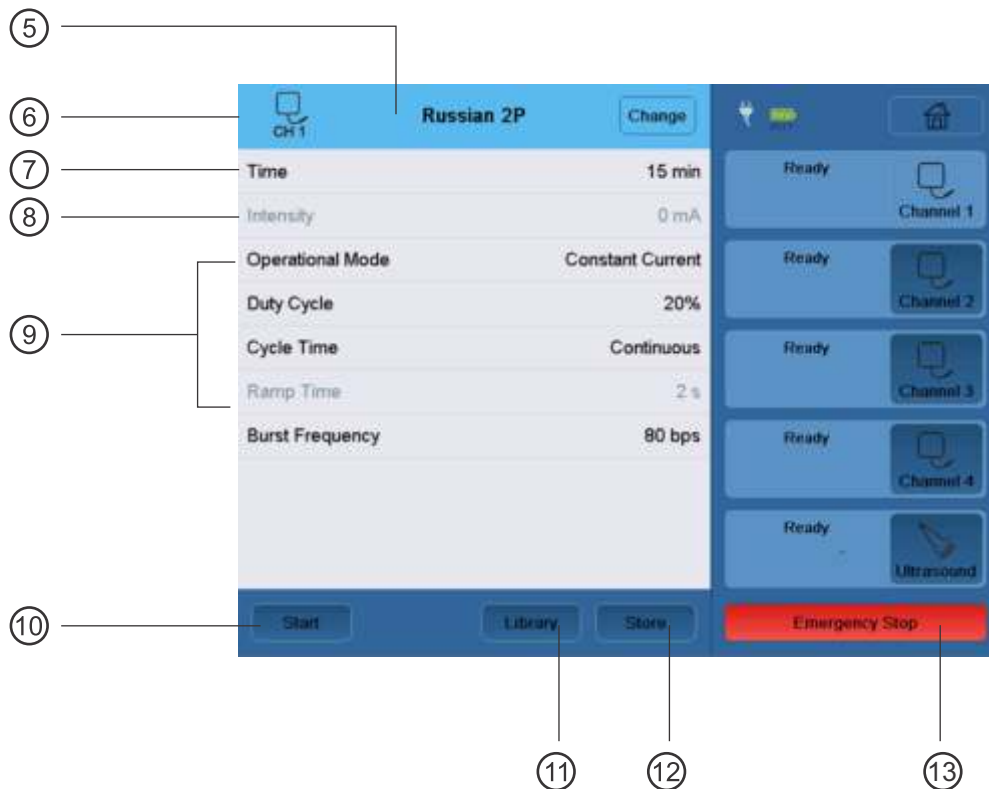 5
6
CH 1
Russian 2P
Change
7
Time
15 min
8
Intensity
0 mA
9
Operational Mode
Constant Current
Duty Cycle
20%
Cycle Time
Continuous
Ramp Time
2 s
Burst Frequency
80 bps
Ready
Channel 1
Ready
Channel 2
Ready
Channel 3
Ready
Channel 4
Ready
Ultrasound
10
Start
Library
Store
Emergency Stop
11
12
13